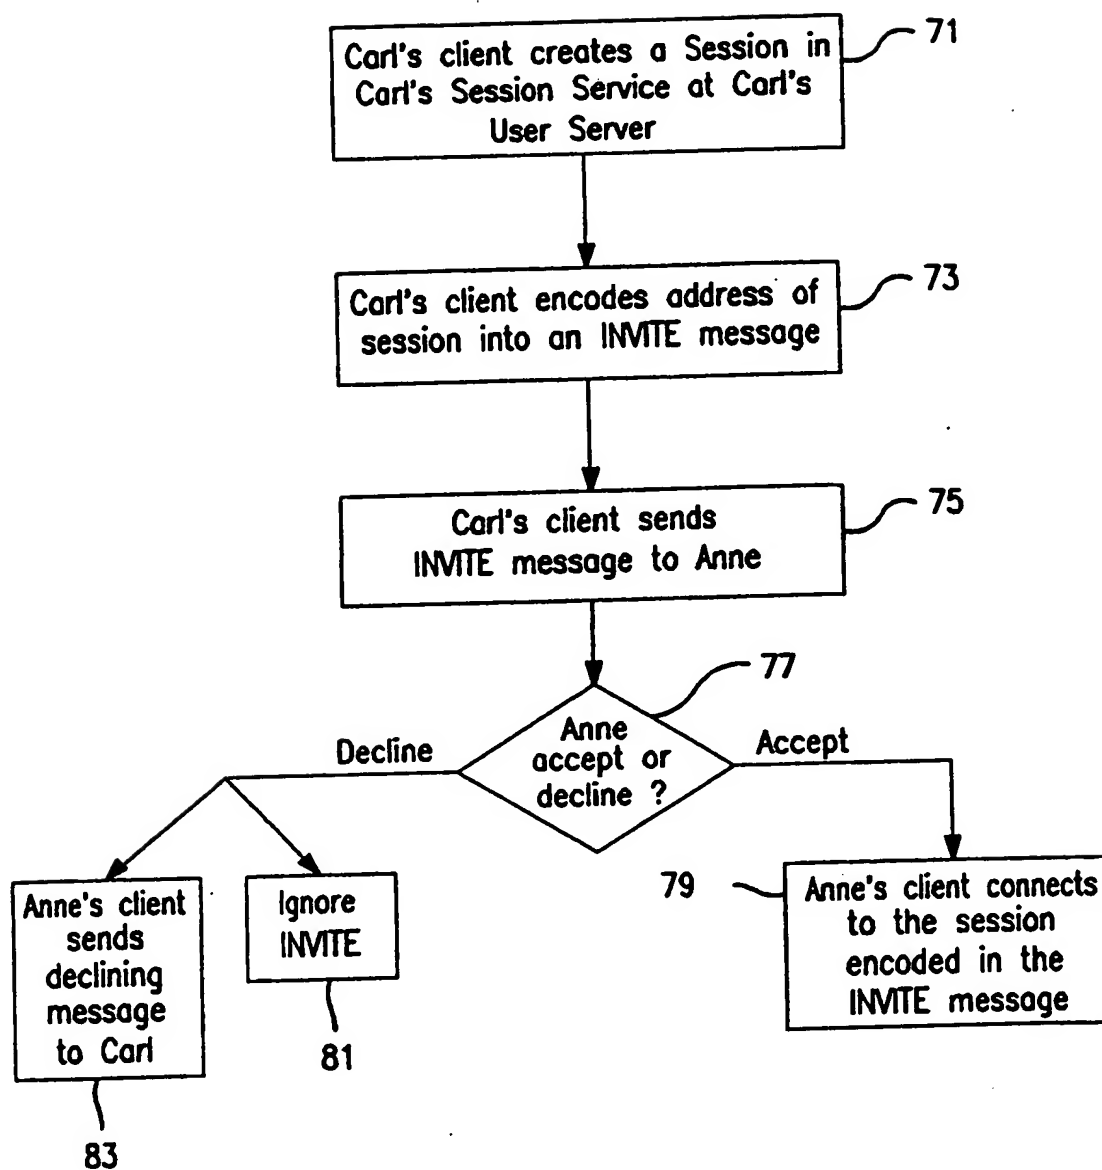 71
Carl's client creates a Session in
Carl's Session Service at Carl's
User Server
73
Carl's client encodes address of
session into an INVITE message
75
Carl's client sends
INVITE message to Anne
77
Anne
accept or
decline ?
Decline
Accept
Anne's client
sends
declining
message
to Carl
83
Ignore
INVITE
81
79
Anne's client connects
to the session
encoded in the
INVITE message